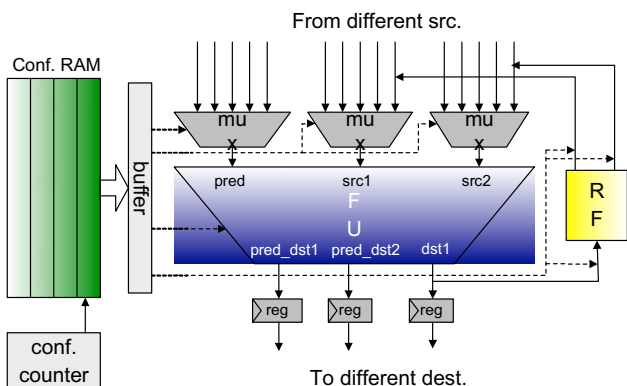 From different src.
Conf. RAM
mu
x
mu
x
mu
x
buffer
pred
src1
src2
F
U
R
F
pred_dst1
pred_dst2
dst1
reg
reg
reg
conf.
counter
To different dest.